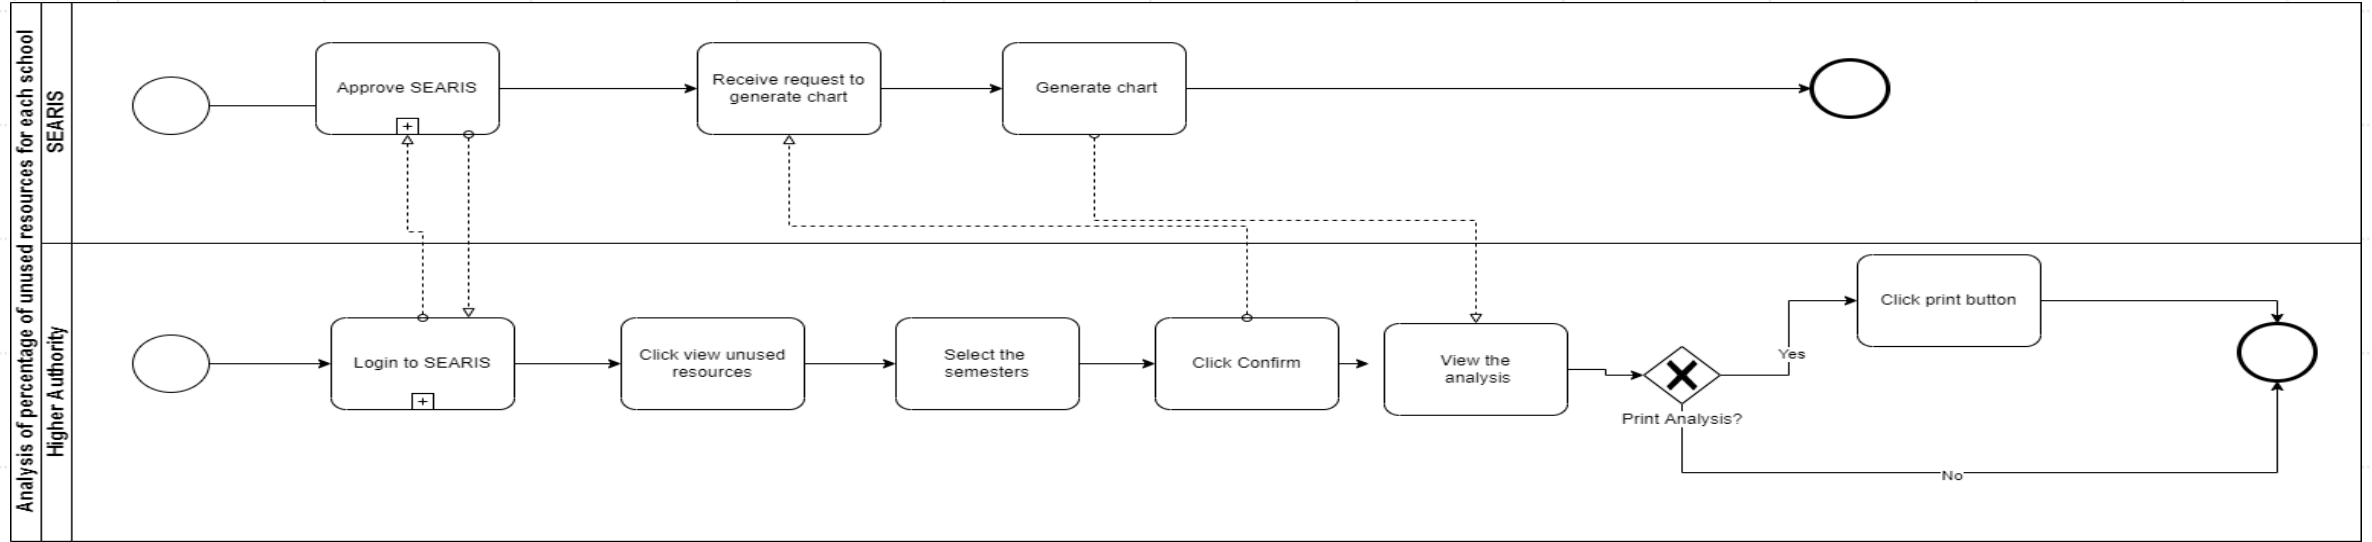 Analysis of percentage of unused resources for each school
SEARIS
Approve SEARIS
Receive request to
generate chart
Generate chart
Higher Authority
Login to SEARIS
Click view unused
resources
Select the
semesters
Click Confirm
View the
analysis
Print Analysis?
Yes
Click print button
No